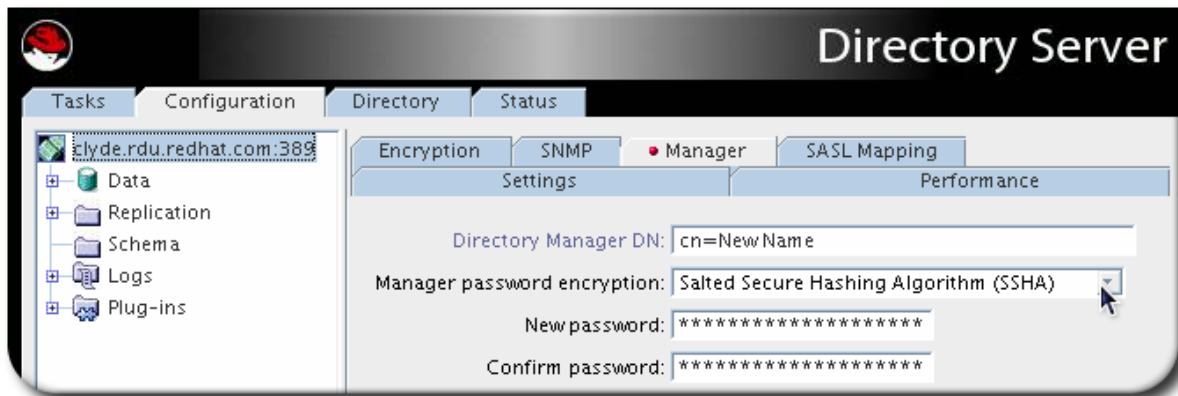 Directory Server
Tasks Configuration Directory Status
clyde.rdu.redhat.com:389
Data
Replication
Schema
Logs
Plug-ins
Encryption SNMP Manager SASL Mapping
Settings Performance
Directory Manager DN: cn=NewName
Manager password encryption: Salted Secure Hashing Algorithm (SSHA)
New password: ********************
Confirm password: ********************